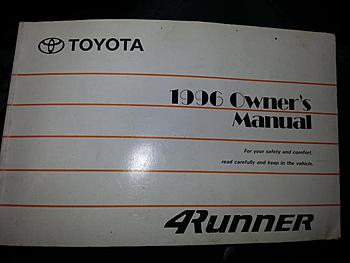 TOYOTA
1996 Owner's
Manual
For your safety and comfort,
read carefully and keep in the vehicle.
4Runner